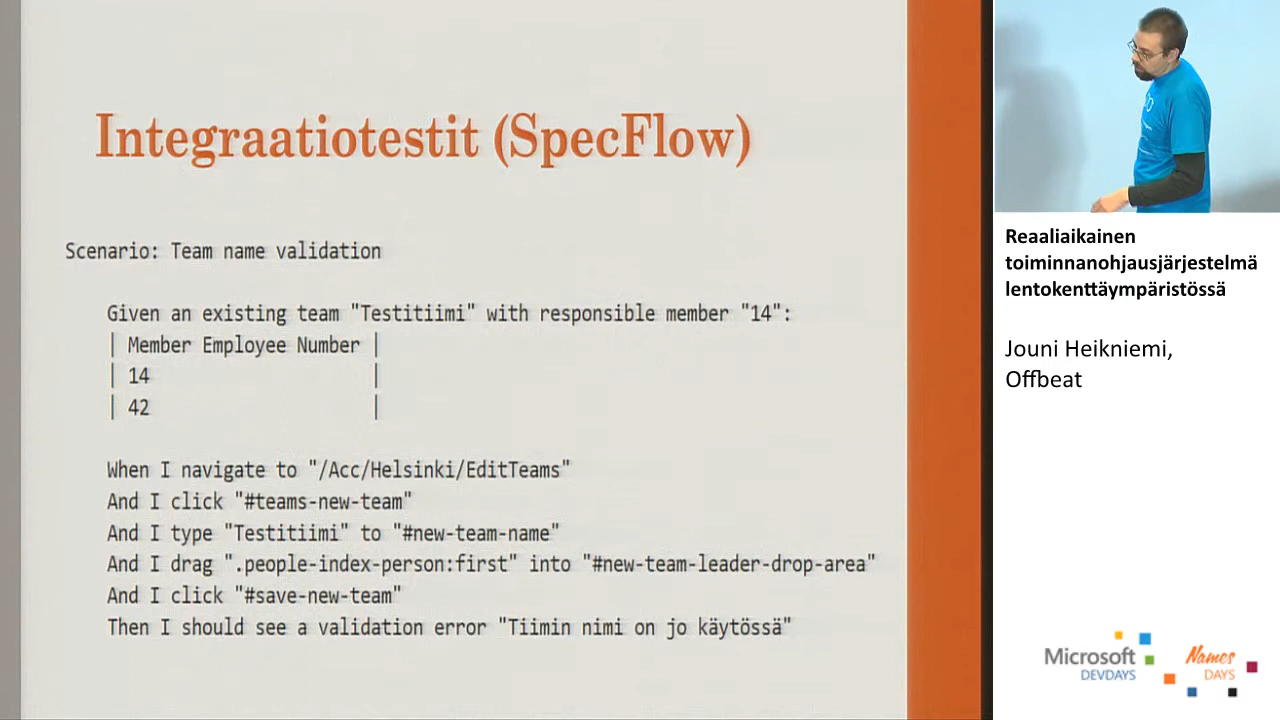 Integraatiotestit (SpecFlow)
Scenario: Team name validation
Given an existing team "Testitiimi" with responsible member "14":
| Member Employee Number |
| 14 |
| 42 |
When I navigate to "/Acc/Helsinki/EditTeams"
And I click "#teams-new-team"
And I type "Testitiimi" to "#new-team-name"
And I drag ".people-index-person:first" into "#new-team-leader-drop-area"
And I click "#save-new-team"
Then I should see a validation error "Tiimin nimi on jo käytössä"
Reaaliaikainen
toiminnanohjausjärjestelmä
lentokenttäympäristössä
Jouni Heikniemi,
Offbeat
Microsoft
DEVDAYS
Names
DAYS